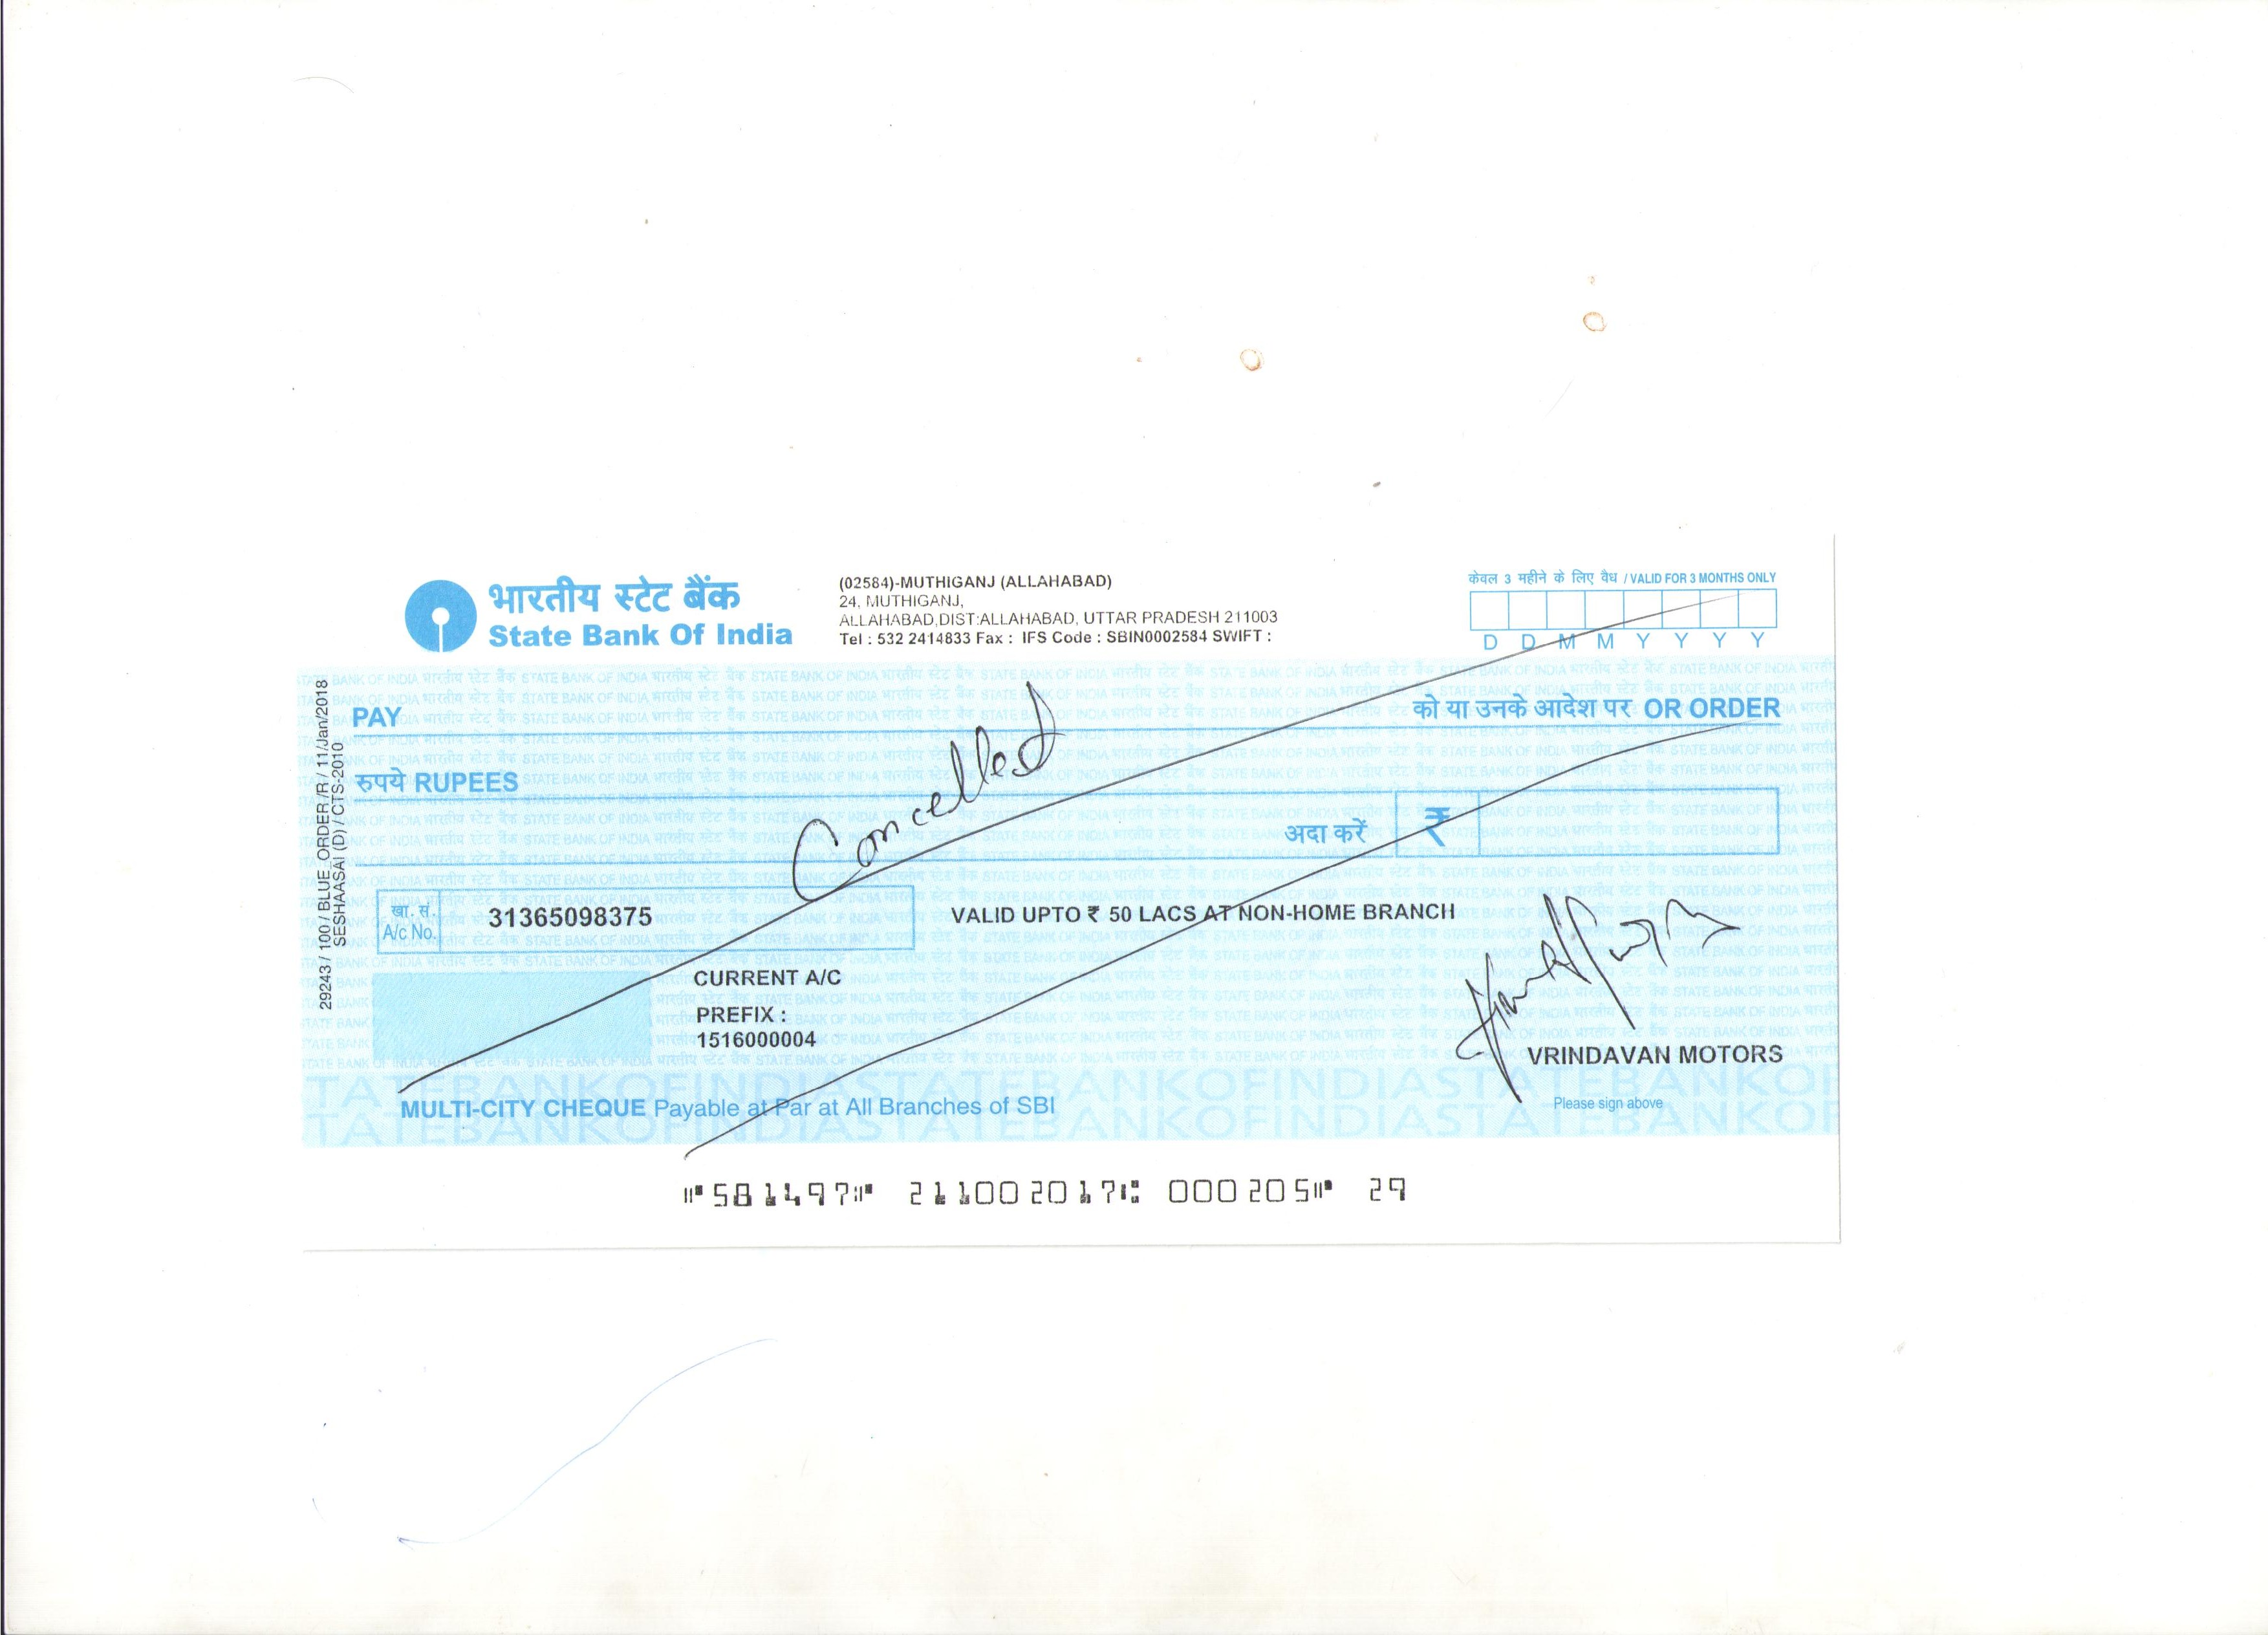 भारतीय स्टेट बैंक
State Bank Of India
(02584)-MUTHIGANJ (ALLAHABAD)
24, MUTHIGANJ,
ALLAHABAD,DIST:ALLAHABAD, UTTAR PRADESH 211003
Tel : 532 2414833 Fax : IFS Code : SBIN0002584 SWIFT :
केवल 3 महीने के लिए वैध / VALID FOR 3 MONTHS ONLY
D D M M Y Y Y Y
PAY
को या उनके आदेश पर OR ORDER
रुपये RUPEES
Cancelled
अदा करें ₹
खा. सं.
A/c No.
31365098375
VALID UPTO ₹ 50 LACS AT NON-HOME BRANCH
CURRENT A/C
PREFIX :
1516000004
VRINDAVAN MOTORS
Please sign above
MULTI-CITY CHEQUE Payable at Par at All Branches of SBI
⑈581497⑈ 211002017⑆ 000205⑈ 29
29243 / 100 / BLUE_ORDER /R / 11/Jan/2018
SESHAASAI (D) / CTS-2010